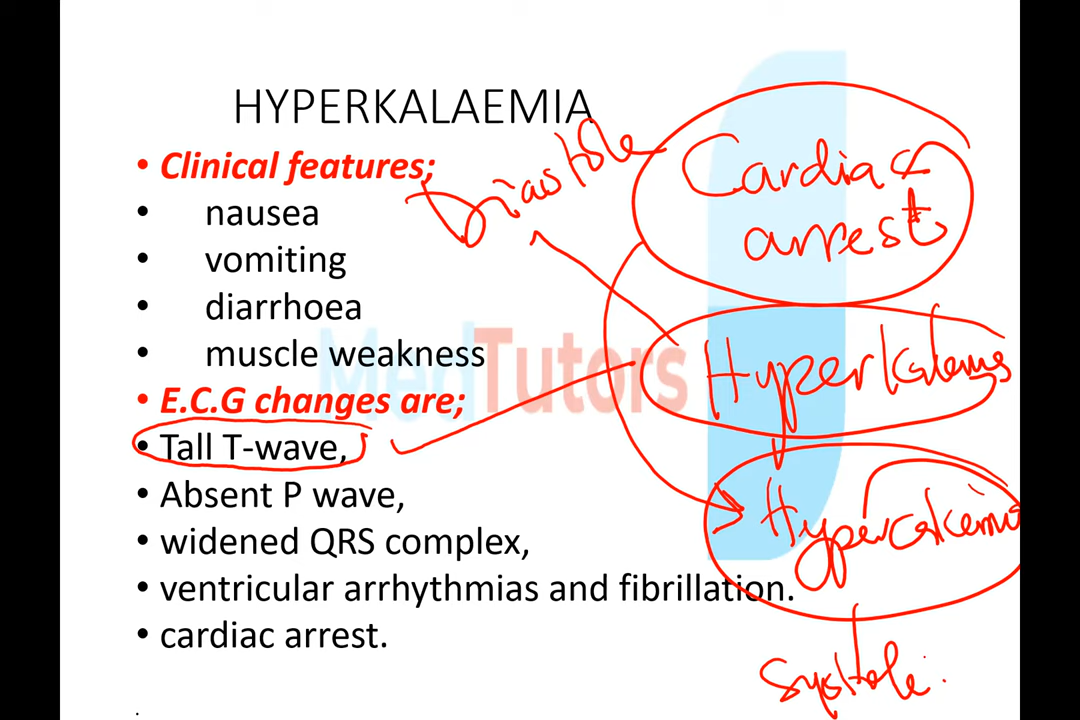 HYPERKALAEMIA
• Clinical features;
• nausea
• vomiting
• diarrhoea
• muscle weakness
• E.C.G changes are;
• Tall T-wave,
• Absent P wave,
• widened QRS complex,
• ventricular arrhythmias and fibrillation.
• cardiac arrest.
MedTutors
Diastole
Cardiac
arrest
Hyperkalemia
Hypercalcemia
Systole.